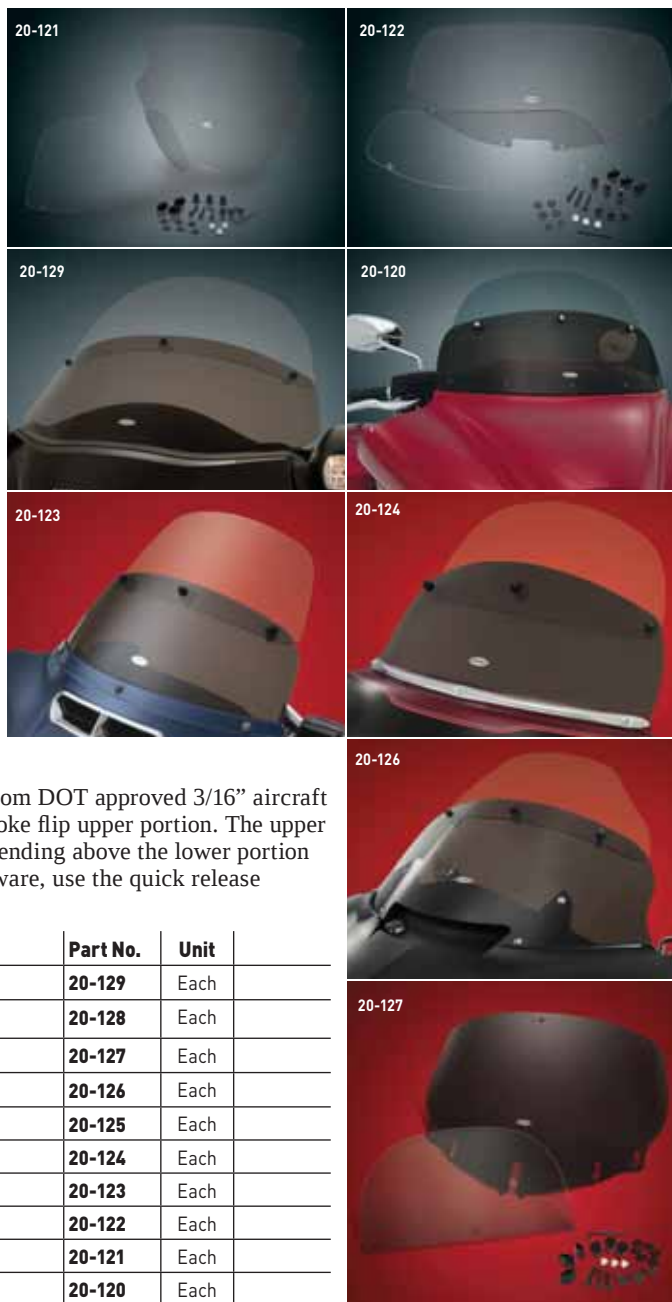 20-121
20-122
20-129
20-120
20-123
20-124
20-126
om DOT approved 3/16” aircraft
oke flip upper portion. The upper
ending above the lower portion
ware, use the quick release
Part No. Unit
20-129 Each
20-128 Each
20-127 Each
20-126 Each
20-125 Each
20-124 Each
20-123 Each
20-122 Each
20-121 Each
20-120 Each
20-127